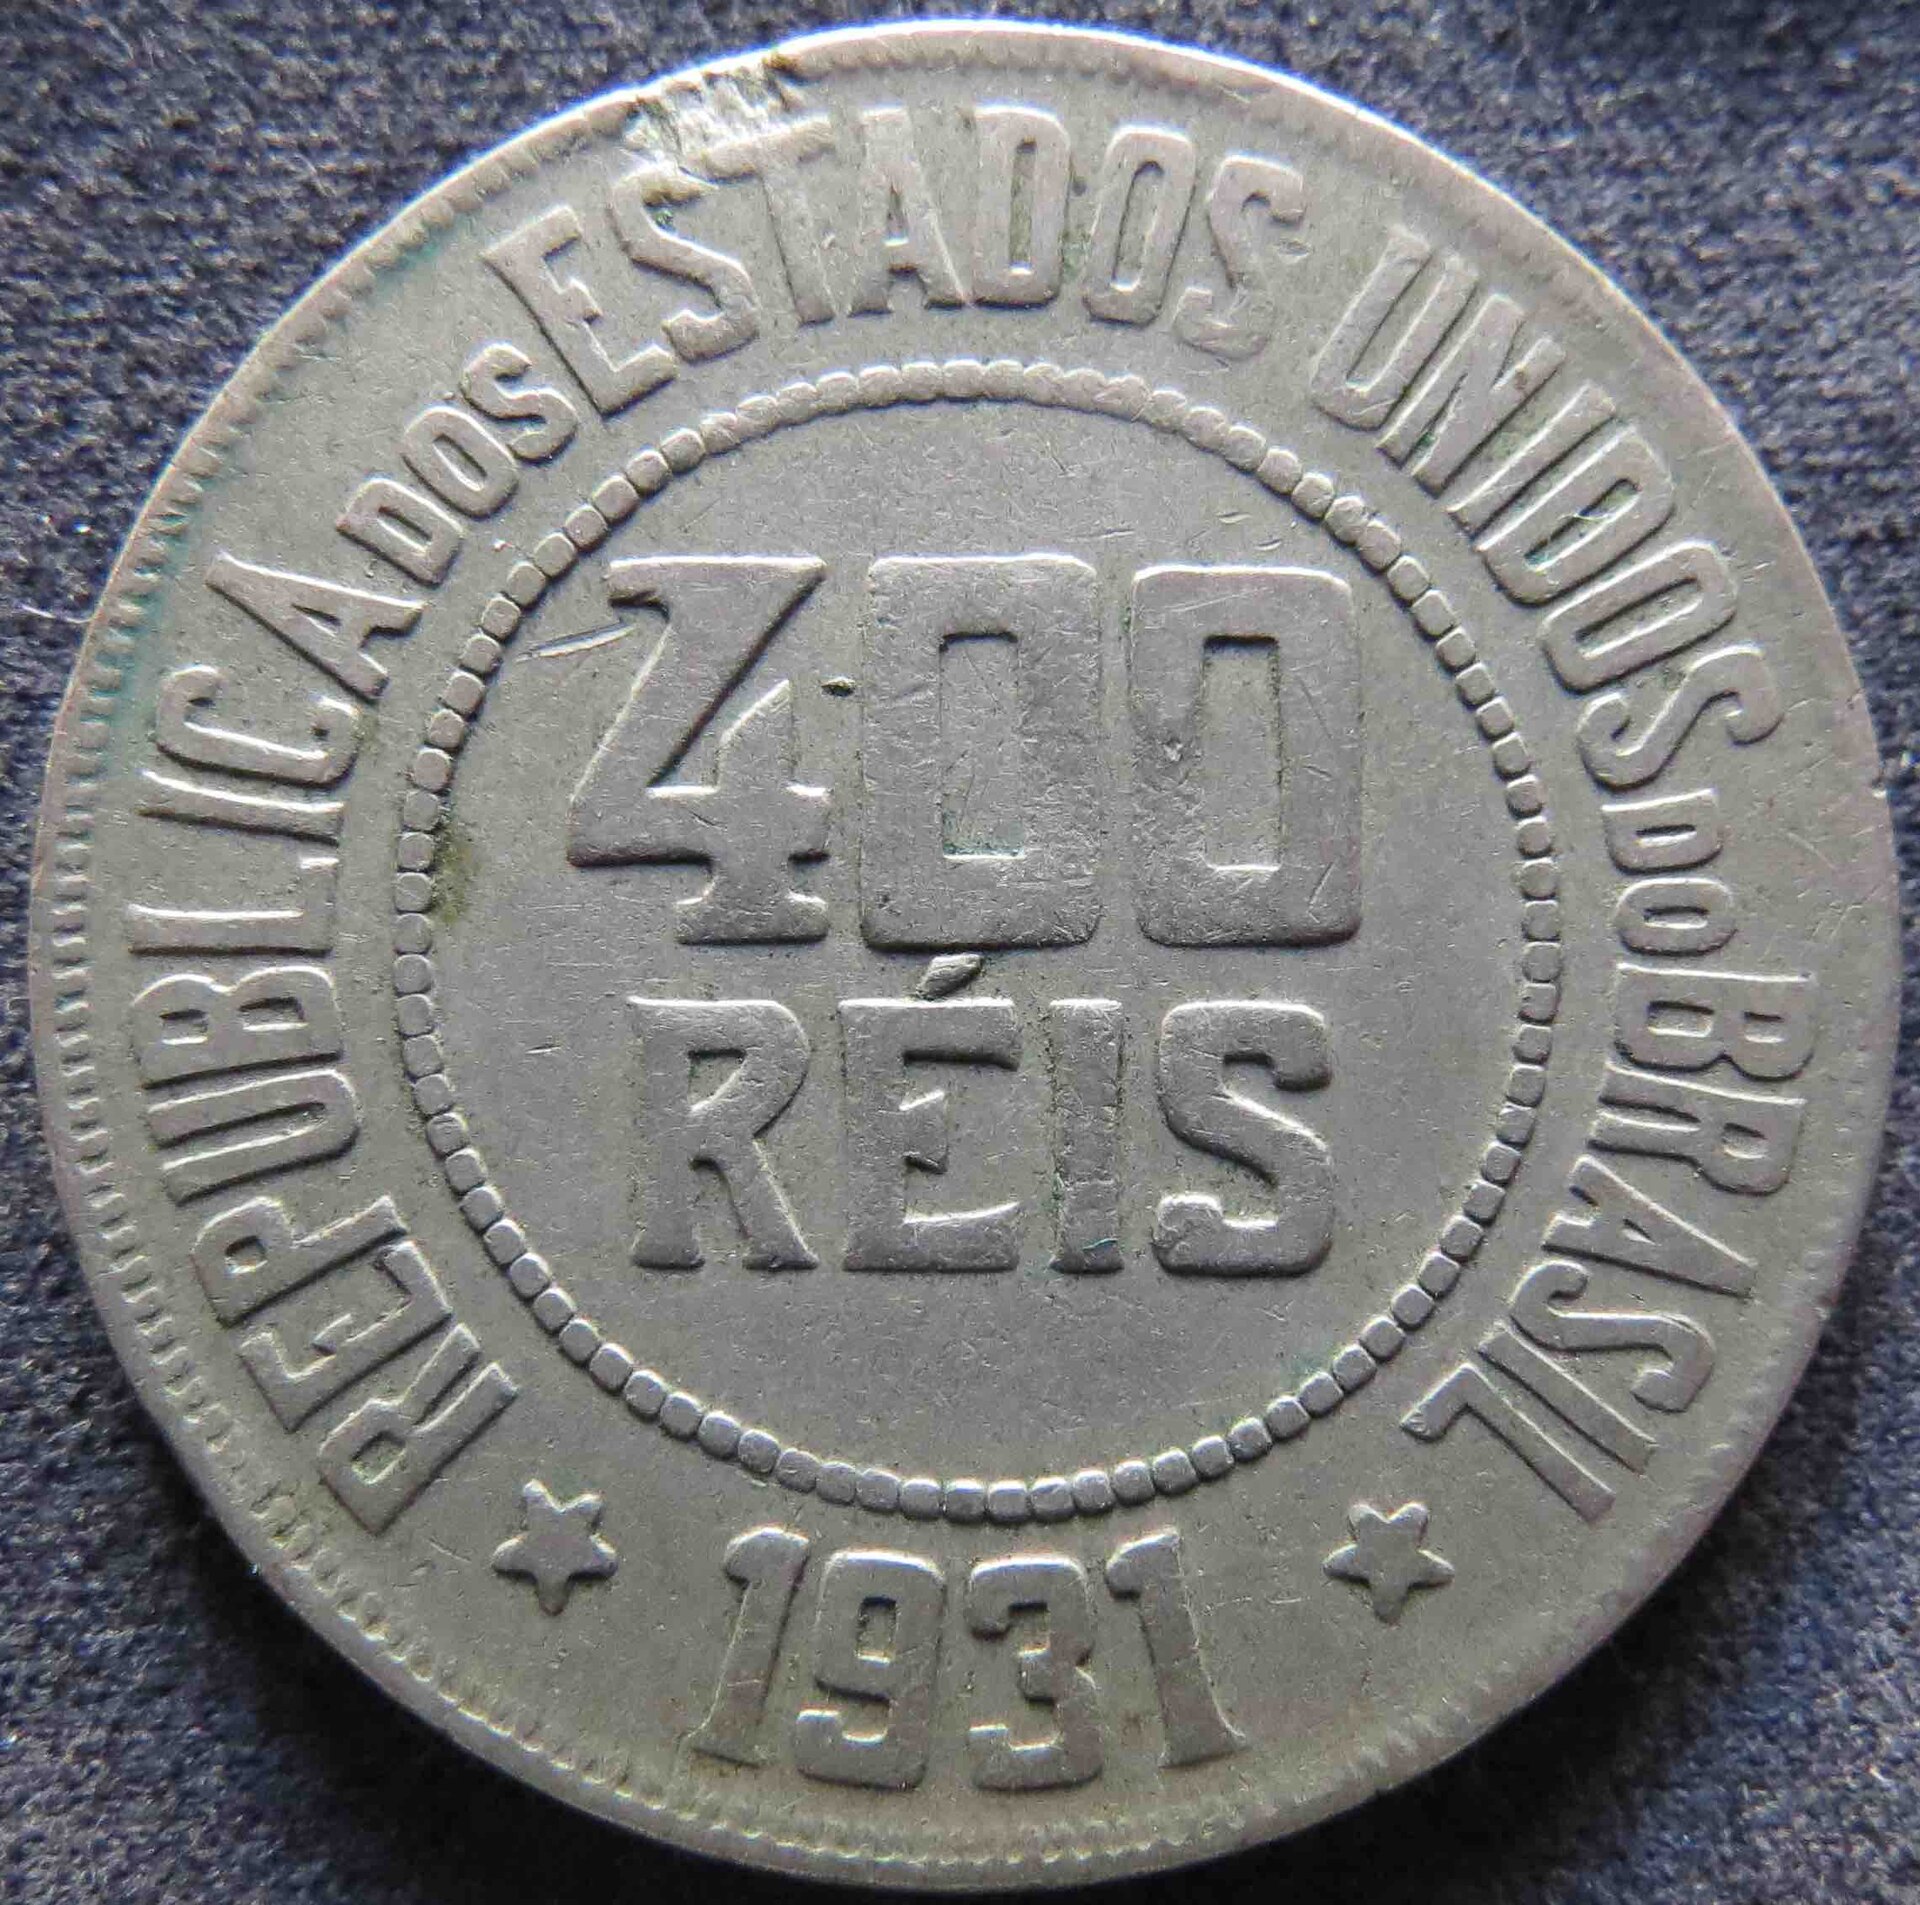 REPUBLICA DOS ESTADOS UNIDOS DO BRASIL
400
RÉIS
1931